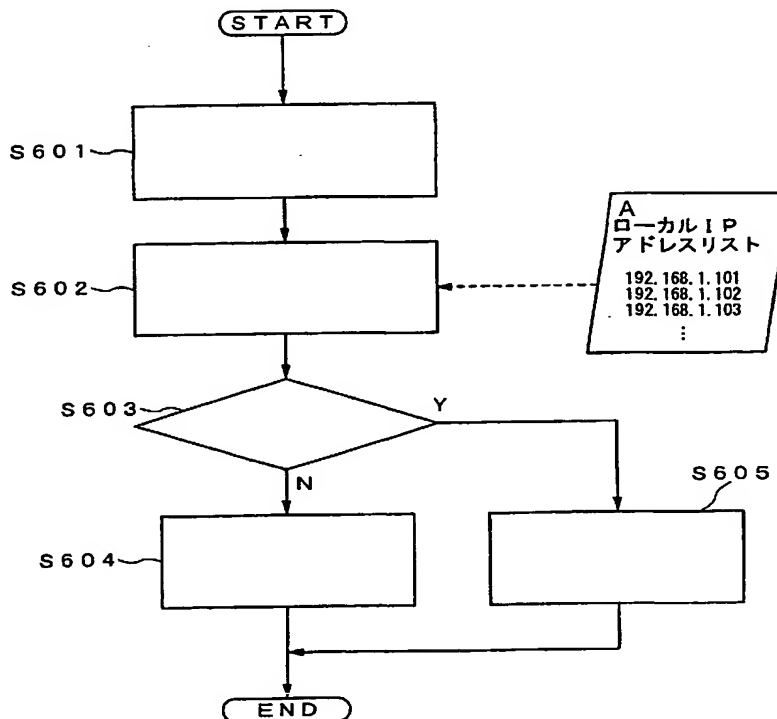 START
S601
S602
A
ローカルIP
アドレスリスト
192.168.1.101
192.168.1.102
192.168.1.103
⋮
S603
Y
N
S605
S604
END